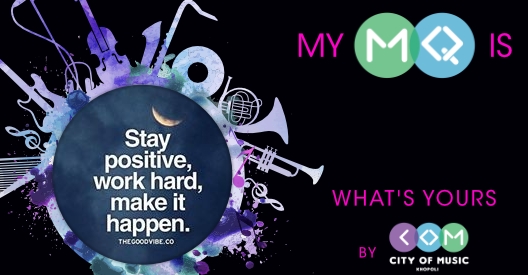 MY MQ IS
Stay
positive,
work hard,
make it
happen.
THEGOODVIBE.CO
WHAT'S YOURS
BY COM
CITY OF MUSIC
KHOPOLI